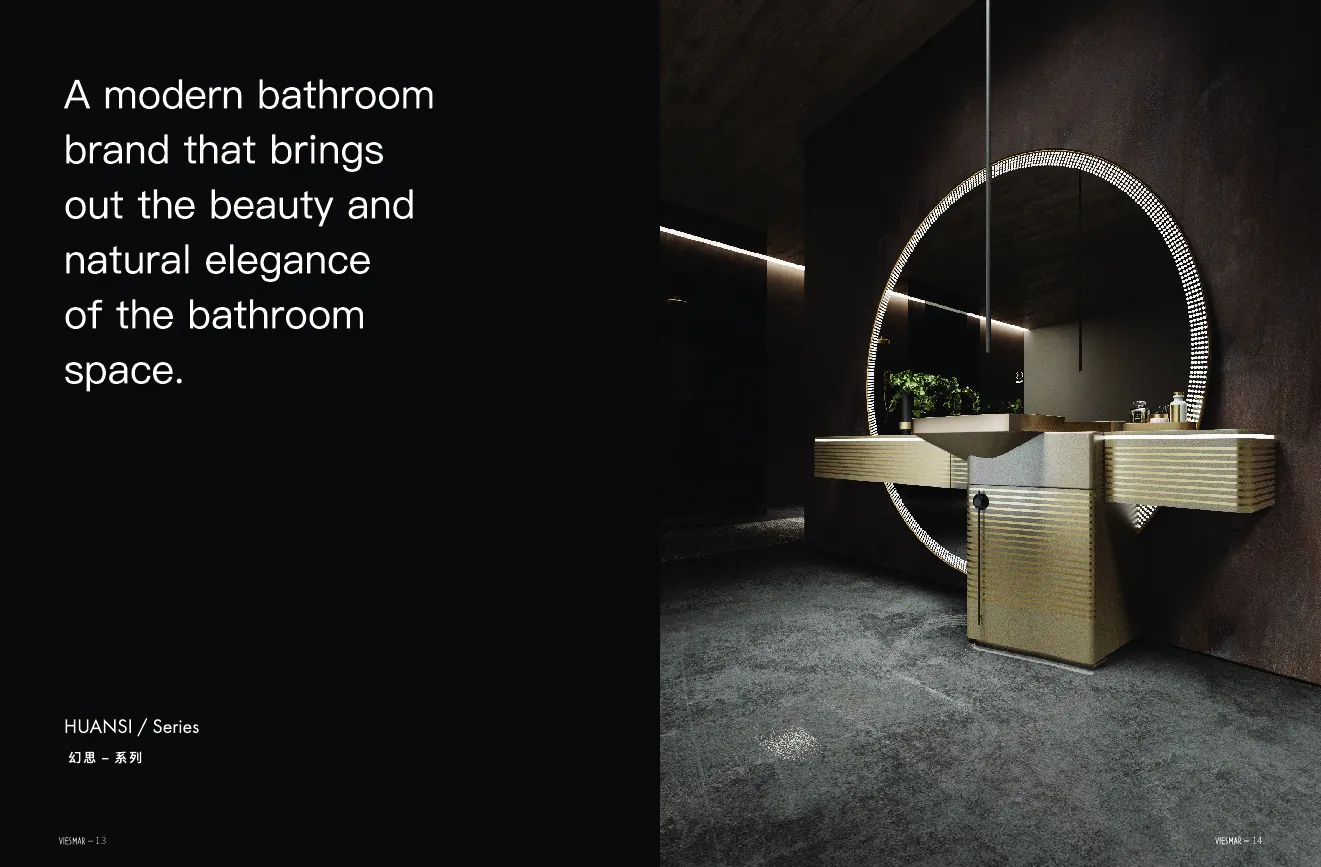 A modern bathroom
brand that brings
out the beauty and
natural elegance
of the bathroom
space.
HUANSI / Series
幻思 – 系列
VIESMAR – 13
VIESMAR – 14